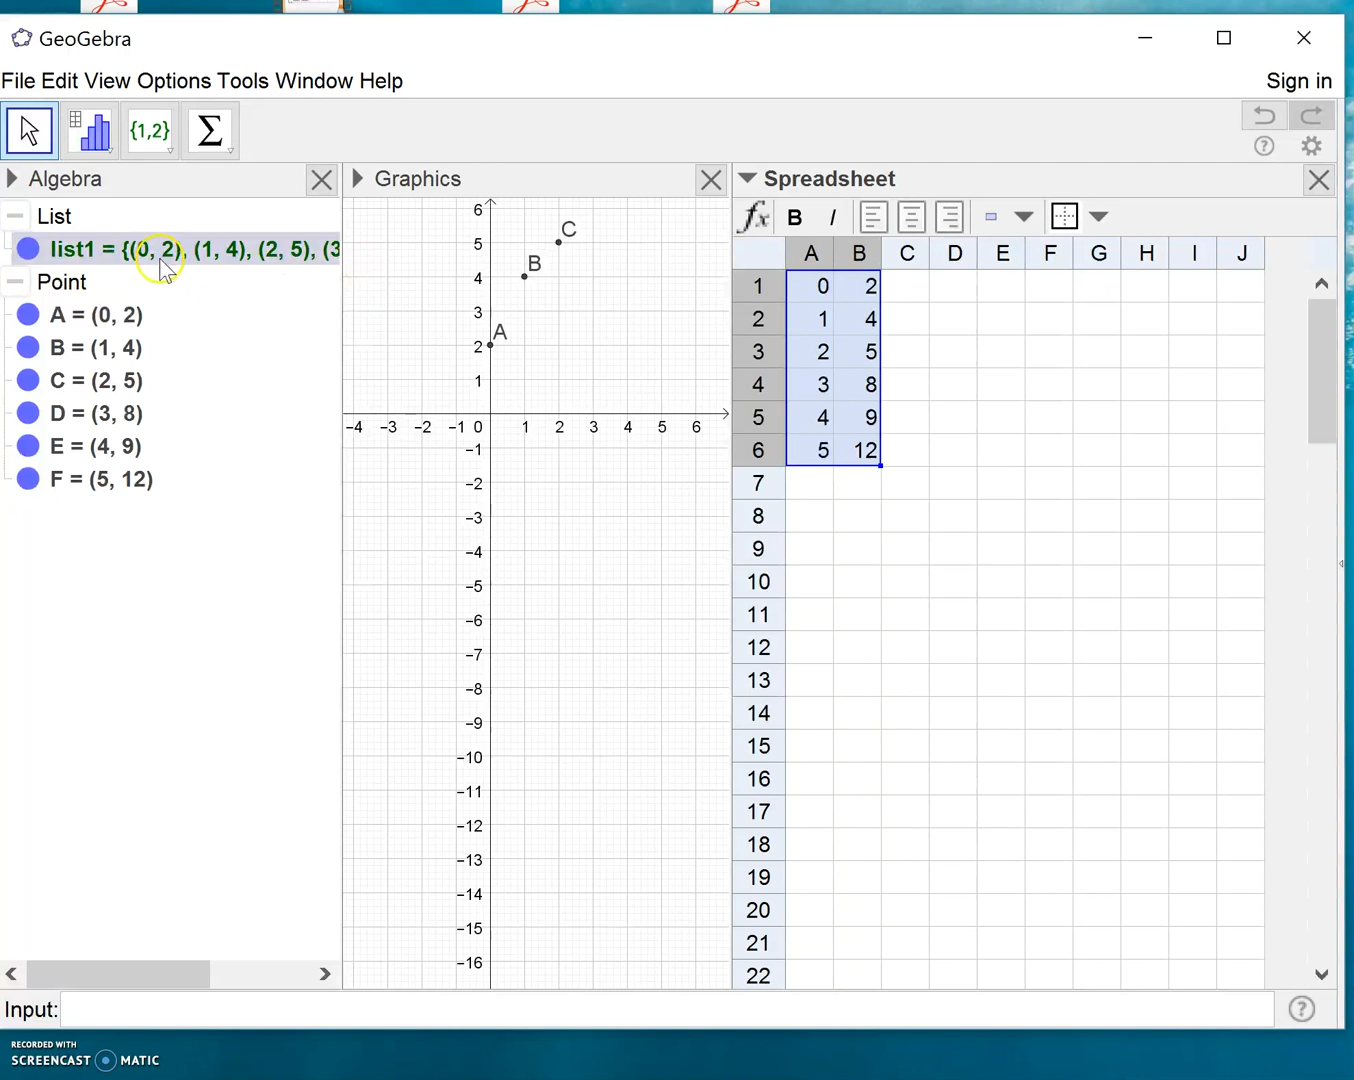 GeoGebra
File Edit View Options Tools Window Help
Sign in
{1,2}
Σ
Algebra
Graphics
Spreadsheet
List
list1 = {(0, 2), (1, 4), (2, 5), (3
Point
A = (0, 2)
B = (1, 4)
C = (2, 5)
D = (3, 8)
E = (4, 9)
F = (5, 12)
6
5
4
3
2
1
−4 −3 −2 −1 0 1 2 3 4 5 6
−1
−2
−3
−4
−5
−6
−7
−8
−9
−10
−11
−12
−13
−14
−15
−16
A
B
C
fx B I
A B C D E F G H I J
1 0 2
2 1 4
3 2 5
4 3 8
5 4 9
6 5 12
7
8
9
10
11
12
13
14
15
16
17
18
19
20
21
22
Input:
RECORDED WITH
SCREENCAST MATIC